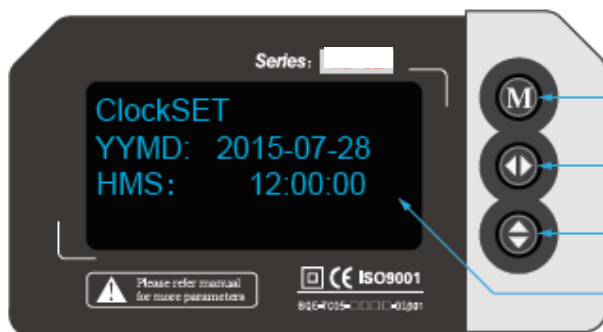 Series:
ClockSET
YYMD: 2015-07-28
HMS: 12:00:00
M
Please refer manual
for more parameters
CE ISO9001